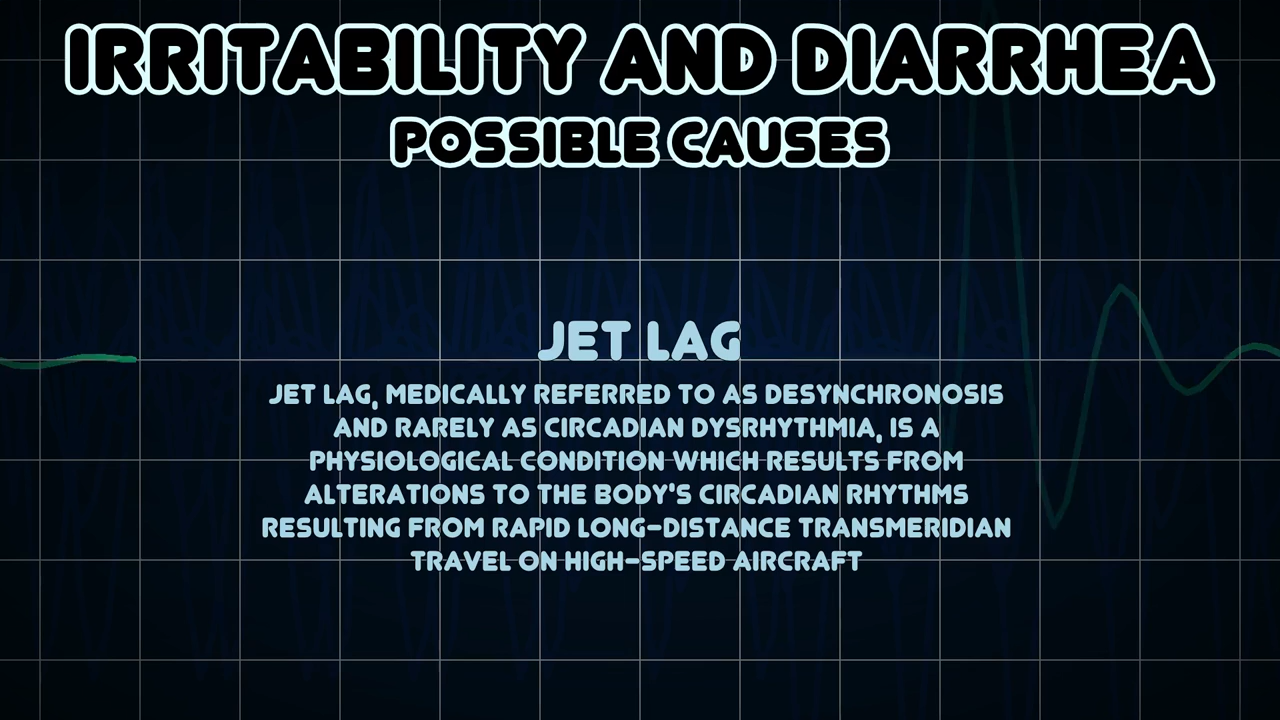 IRRITABILITY AND DIARRHEA
POSSIBLE CAUSES
JET LAG
JET LAG, MEDICALLY REFERRED TO AS DESYNCHRONOSIS
AND RARELY AS CIRCADIAN DYSRHYTHMIA, IS A
PHYSIOLOGICAL CONDITION WHICH RESULTS FROM
ALTERATIONS TO THE BODY'S CIRCADIAN RHYTHMS
RESULTING FROM RAPID LONG-DISTANCE TRANSMERIDIAN
TRAVEL ON HIGH-SPEED AIRCRAFT